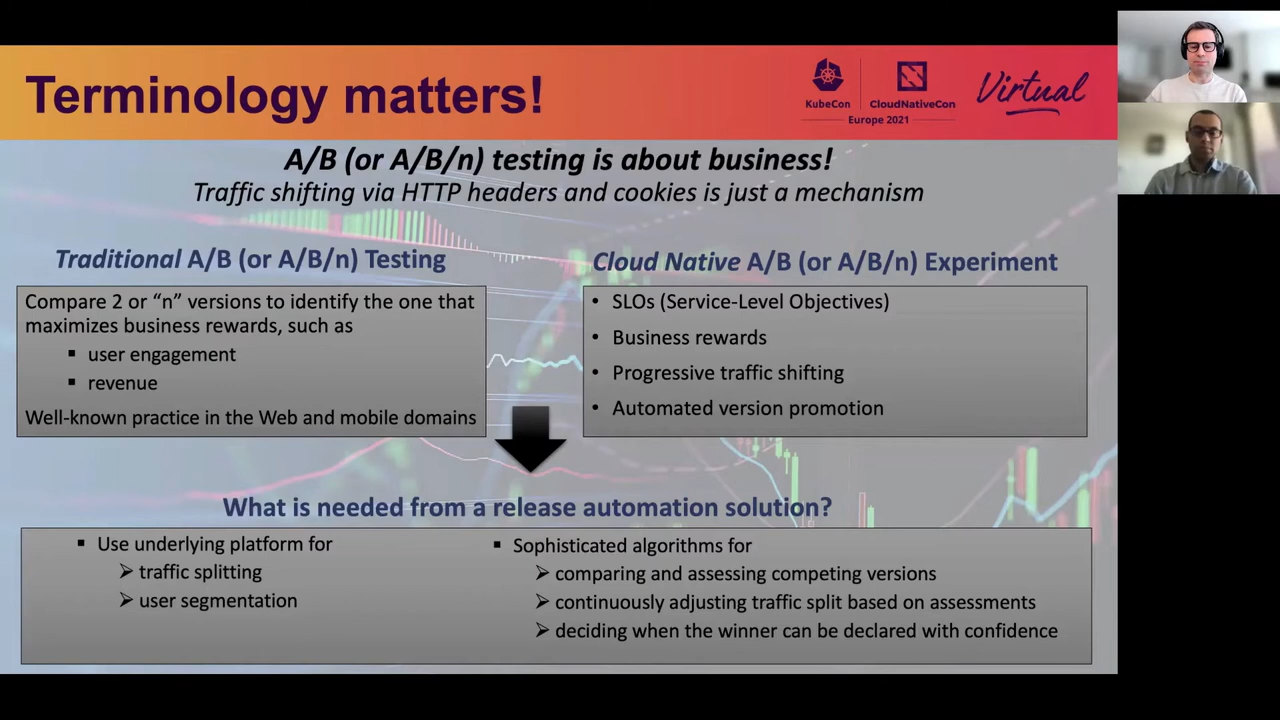 Terminology matters!
KubeCon
CloudNativeCon
Europe 2021
Virtual
A/B (or A/B/n) testing is about business!
Traffic shifting via HTTP headers and cookies is just a mechanism
Traditional A/B (or A/B/n) Testing
Compare 2 or “n” versions to identify the one that
maximizes business rewards, such as
▪ user engagement
▪ revenue
Well-known practice in the Web and mobile domains
Cloud Native A/B (or A/B/n) Experiment
• SLOs (Service-Level Objectives)
• Business rewards
• Progressive traffic shifting
• Automated version promotion
What is needed from a release automation solution?
▪ Use underlying platform for
➢ traffic splitting
➢ user segmentation
▪ Sophisticated algorithms for
➢ comparing and assessing competing versions
➢ continuously adjusting traffic split based on assessments
➢ deciding when the winner can be declared with confidence